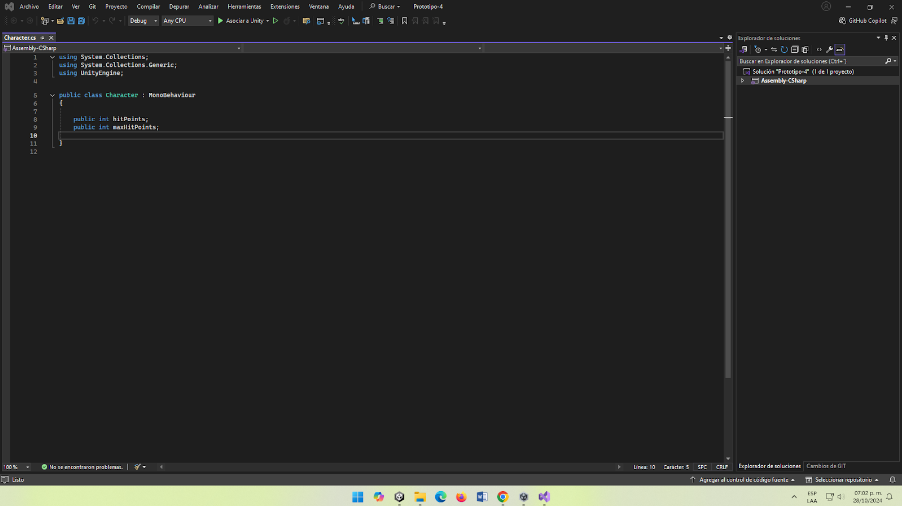 Archivo Editar Ver Git Proyecto Compilar Depurar Analizar Herramientas Extensiones Ventana Ayuda Buscar Prototipo-4
Debug Any CPU Asociar a Unity GitHub Copilot
Character.cs
Explorador de soluciones
Assembly-CSharp
Buscar en Explorador de soluciones (Ctrl+')
Solución "Prototipo-4" (1 de 1 proyecto)
Assembly-CSharp
1 using System.Collections;
2 using System.Collections.Generic;
3 using UnityEngine;
4
5 public class Character : MonoBehaviour
6 {
7
8 public int hitPoints;
9 public int maxHitPoints;
10
11 }
12
100 % No se encontraron problemas. Línea: 10 Carácter: 5 SPC CRLF
Explorador de soluciones Cambios de GIT
Listo Agregar al control de código fuente Seleccionar repositorio
ESP
LAA
07:02 p. m.
28/10/2024